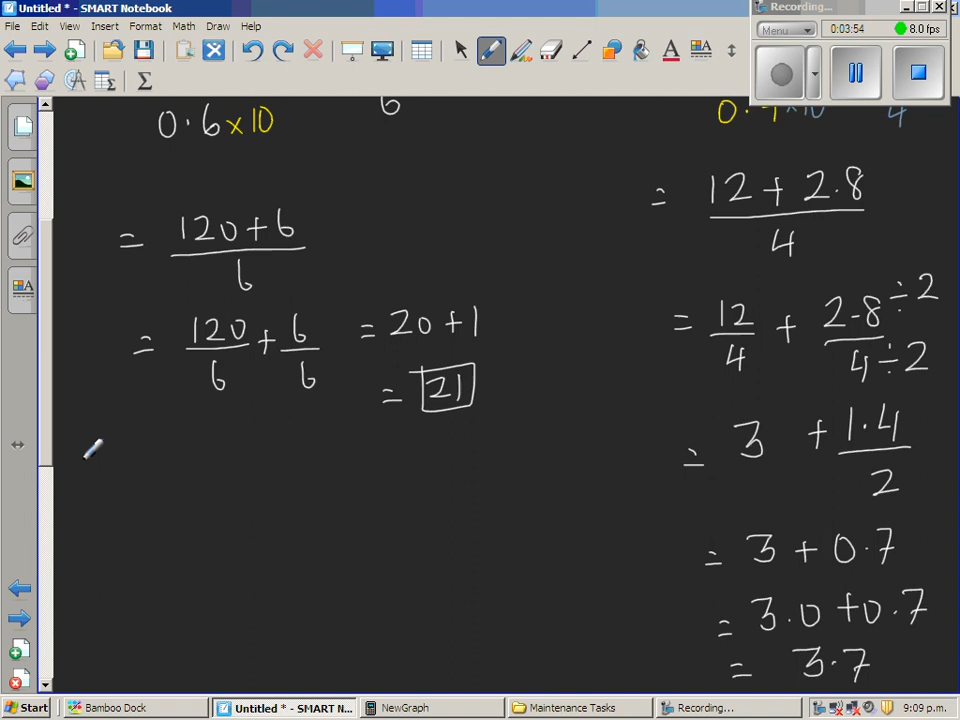 Untitled * - SMART Notebook
File Edit View Insert Format Math Draw Help
Recording...
Menu
0:03:54
8.0 fps
0.6 × 10
6
0.
× 10
4
= 120 + 6
6
= 120 + 6
6 6
= 20 + 1
= 21
= 12 + 2.8
4
= 12 + 2.8 ÷ 2
4 4 ÷ 2
= 3 + 1.4
2
= 3 + 0.7
= 3.0 + 0.7
= 3.7
Start
Bamboo Dock
Untitled * - SMART N...
NewGraph
Maintenance Tasks
Recording...
9:09 p.m.